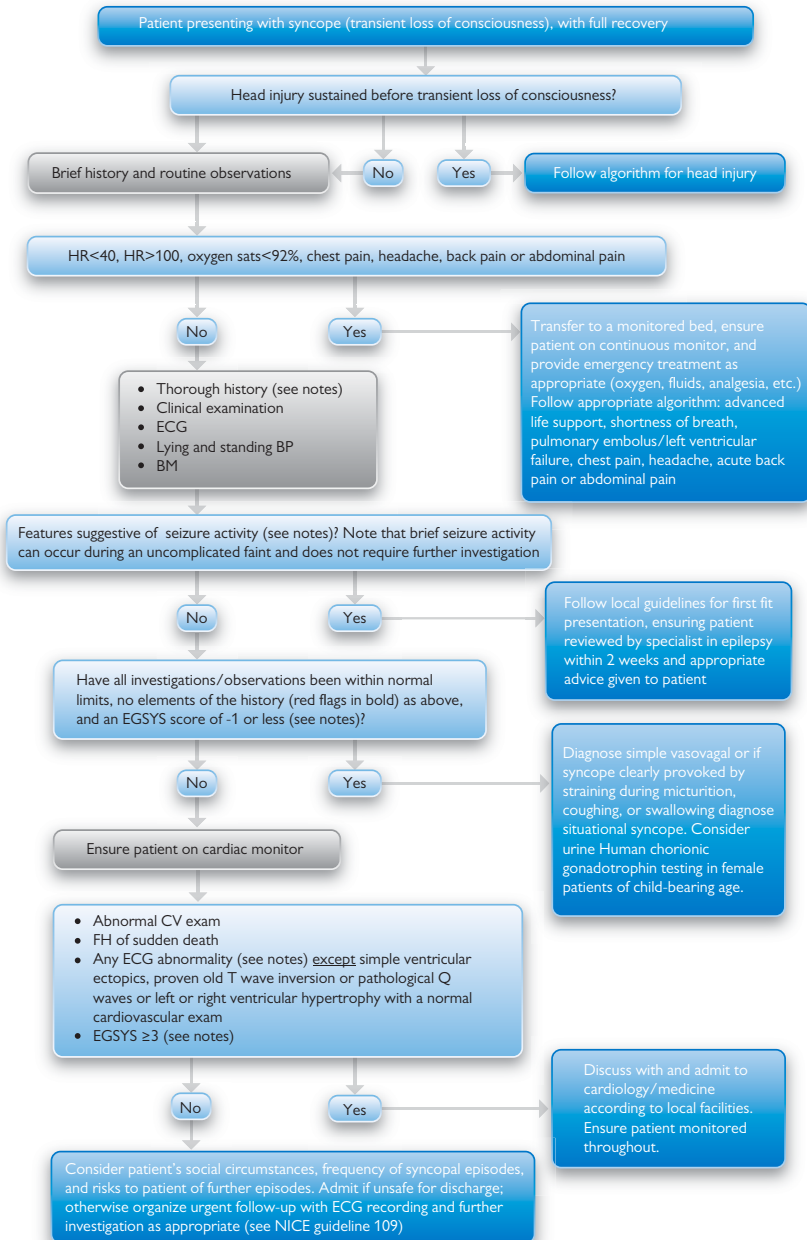 Patient presenting with syncope (transient loss of consciousness), with full recovery
Head injury sustained before transient loss of consciousness?
Brief history and routine observations
No
Yes
Follow algorithm for head injury
HR<40, HR>100, oxygen sats<92%, chest pain, headache, back pain or abdominal pain
No
Yes
Transfer to a monitored bed, ensure
patient on continuous monitor, and
provide emergency treatment as
appropriate (oxygen, fluids, analgesia, etc.)
Follow appropriate algorithm: advanced
life support, shortness of breath,
pulmonary embolus/left ventricular
failure, chest pain, headache, acute back
pain or abdominal pain
• Thorough history (see notes)
• Clinical examination
• ECG
• Lying and standing BP
• BM
Features suggestive of seizure activity (see notes)? Note that brief seizure activity
can occur during an uncomplicated faint and does not require further investigation
No
Yes
Follow local guidelines for first fit
presentation, ensuring patient
reviewed by specialist in epilepsy
within 2 weeks and appropriate
advice given to patient
Have all investigations/observations been within normal
limits, no elements of the history (red flags in bold) as above,
and an EGSYS score of -1 or less (see notes)?
No
Yes
Diagnose simple vasovagal or if
syncope clearly provoked by
straining during micturition,
coughing, or swallowing diagnose
situational syncope. Consider
urine Human chorionic
gonadotrophin testing in female
patients of child-bearing age.
Ensure patient on cardiac monitor
• Abnormal CV exam
• FH of sudden death
• Any ECG abnormality (see notes) except simple ventricular
ectopics, proven old T wave inversion or pathological Q
waves or left or right ventricular hypertrophy with a normal
cardiovascular exam
• EGSYS ≥3 (see notes)
No
Yes
Discuss with and admit to
cardiology/medicine
according to local facilities.
Ensure patient monitored
throughout.
Consider patient's social circumstances, frequency of syncopal episodes,
and risks to patient of further episodes. Admit if unsafe for discharge;
otherwise organize urgent follow-up with ECG recording and further
investigation as appropriate (see NICE guideline 109)